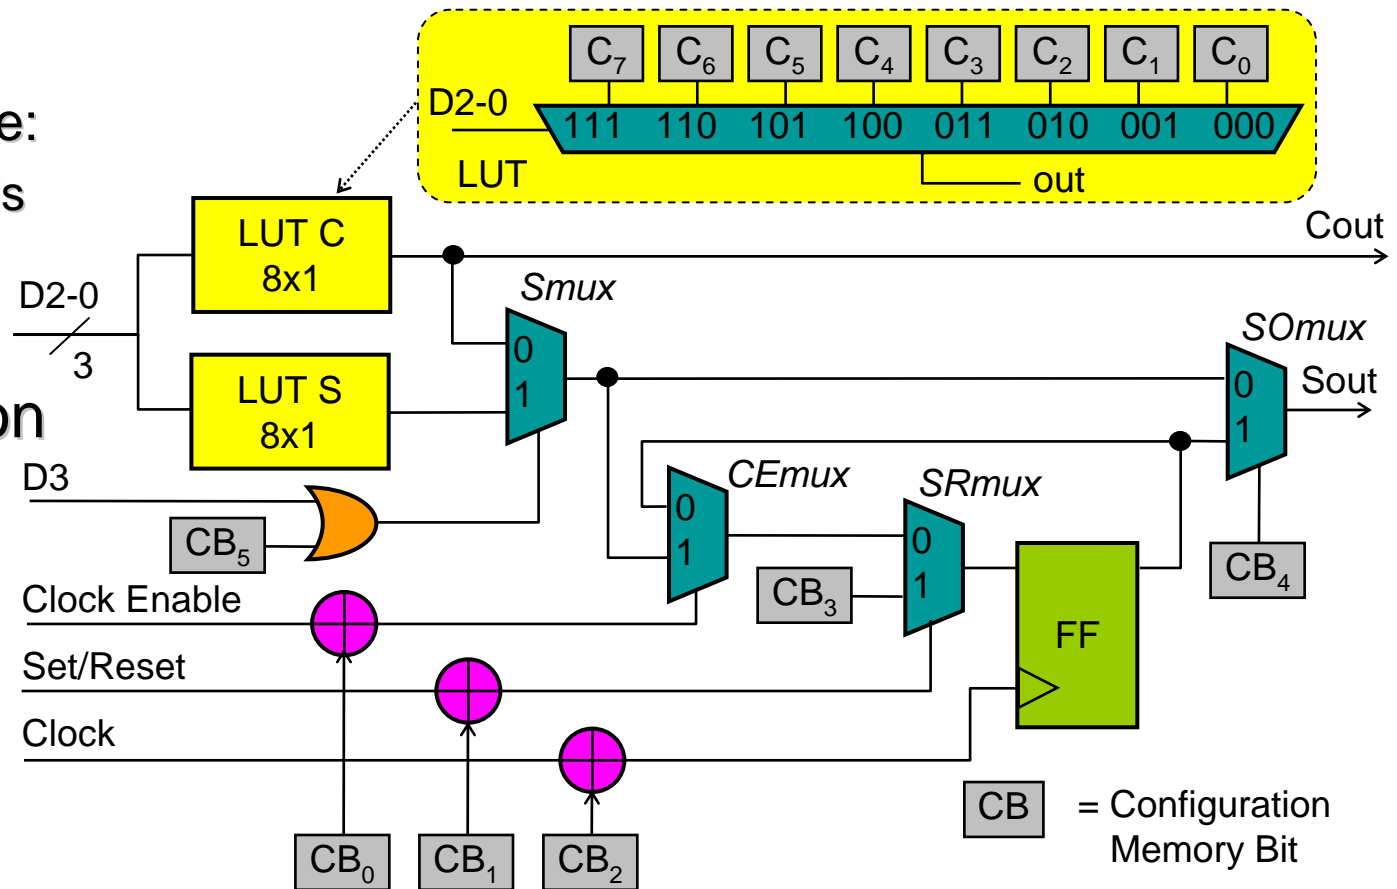 C7 C6 C5 C4 C3 C2 C1 C0
D2-0
111 110 101 100 011 010 001 000
LUT
out
e:
s
LUT C
8x1
Cout
D2-0
3
Smux
0
1
SOmux
0
1
Sout
LUT S
8x1
on
D3
CB5
CEmux
0
1
SRmux
0
1
CB3
CB4
Clock Enable
FF
Set/Reset
Clock
CB = Configuration
Memory Bit
CB0 CB1 CB2